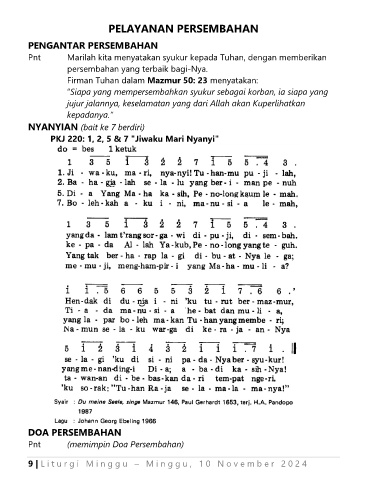 PELAYANAN PERSEMBAHAN
PENGANTAR PERSEMBAHAN
Pnt Marilah kita menyatakan syukur kepada Tuhan, dengan memberikan
persembahan yang terbaik bagi-Nya.
Firman Tuhan dalam Mazmur 50: 23 menyatakan:
"Siapa yang mempersembahkan syukur sebagai korban, ia siapa yang
jujur jalannya, keselamatan yang dari Allah akan Kuperlihatkan
kepadanya."
NYANYIAN (bait ke 7 berdiri)
PKJ 220: 1, 2, 5 & 7 "Jiwaku Mari Nyanyi"
do = bes 1 ketuk
1 3 5 1 3 2 2 7 1 5 5 . 4 3 .
1. Ji - wa-ku, ma-ri, nya-nyi! Tu-han-mu pu-ji-lah,
2. Ba-ha-gia-lah se-la-lu yang ber-i-man pe-nuh
5. Di-a Yang Ma-ha ka-sih, Pe-no-long kaum le-mah.
7. Bo-leh-kah a-ku i-ni, ma-nu-si-a le-mah,
1 3 5 1 3 2 2 7 1 5 5 . 4 3 .
yang da-lam t'rang sor-ga-wi di-pu-ji, di-sem-bah.
ke-pa-da Al-lah Ya-kub, Pe-no-long yang te-guh.
Yang tak ber-ha-rap la-gi di-bu-at-Nya le-ga;
me-mu-ji, meng-ham-pir-i yang Ma-ha-mu-li-a?
1 1 . 5 6 6 5 5 3 2 1 7 . 6 6 . '
Hen-dak di du-nia i-ni 'ku tu-rut ber-maz-mur,
Ti-a-da ma-nu-si-a he-bat dan mu-li-a,
yang la-par bo-leh ma-kan Tu-han yang mem-be-ri;
Na-mun se-ia-ku war-ga di ke-ra-ja-an-Nya
5 1 2 3 1 4 3 2 1 1 1 . 7 1 .
se-la-gi 'ku di si-ni pa-da-Nya ber-syu-kur!
yang me-nan-ding-i Di-a; a-ba-di ka-sih-Nya!
ta-wan-an di-be-bas-kan da-ri tem-pat nge-ri,
'ku so-rak: "Tu-han Ra-ja se-la-ma-la-ma-nya!"
Syair : Du meine Seele, singe Mazmur 146, Paul Gerhardt 1653, terj. H.A. Pandopo
1987
Lagu : Johann Georg Ebeling 1666
DOA PERSEMBAHAN
Pnt (memimpin Doa Persembahan)
9 | Liturgi Minggu – Minggu, 10 November 2024